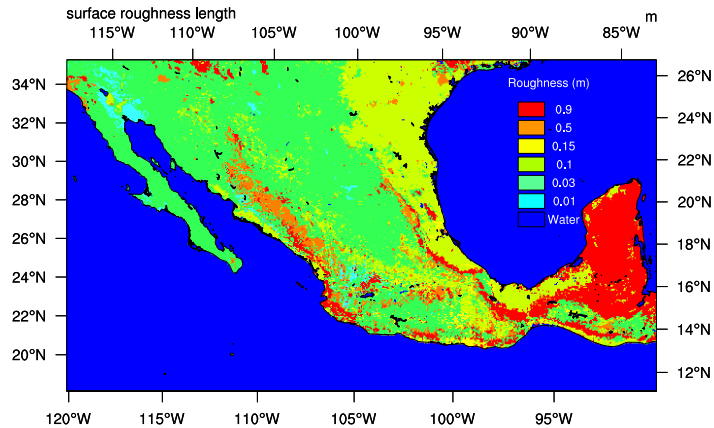 surface roughness length
m
115°W 110°W 105°W 100°W 95°W 90°W 85°W
34°N
32°N
30°N
28°N
26°N
24°N
22°N
20°N
Roughness (m)
0.9
0.5
0.15
0.1
0.03
0.01
Water
26°N
24°N
22°N
20°N
18°N
16°N
14°N
12°N
120°W 115°W 110°W 105°W 100°W 95°W